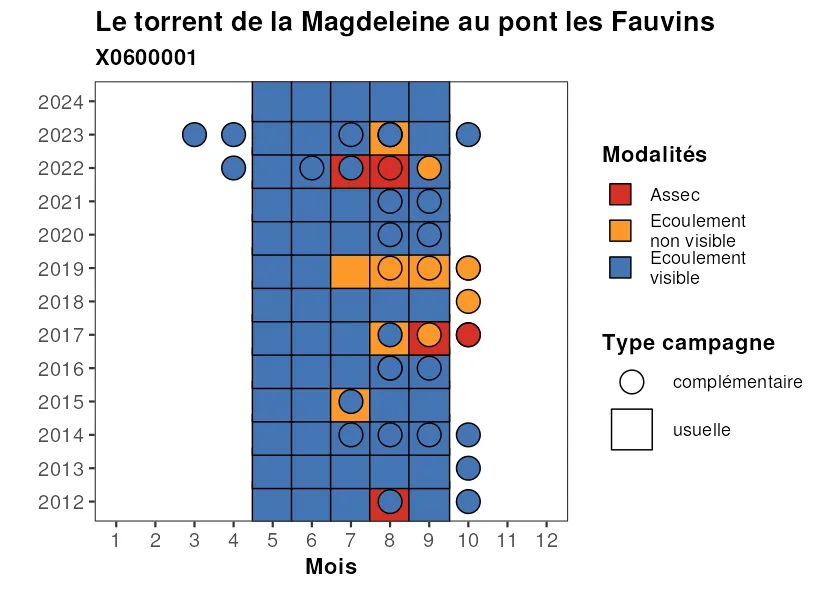 Le torrent de la Magdeleine au pont les Fauvins
X0600001
2024
2023
2022
2021
2020
2019
2018
2017
2016
2015
2014
2013
2012
1 2 3 4 5 6 7 8 9 10 11 12
Mois
Modalités
Assec
Ecoulement
non visible
Ecoulement
visible
Type campagne
complémentaire
usuelle